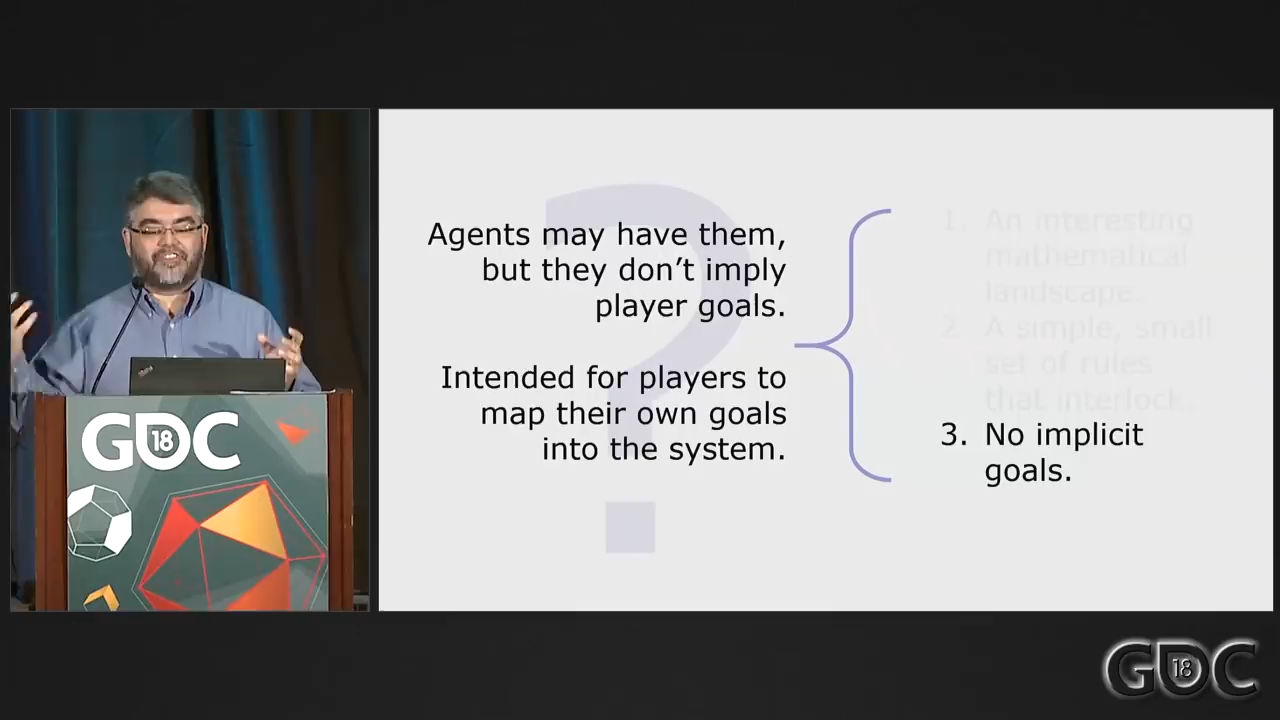 Agents may have them,
but they don’t imply
player goals.
Intended for players to
map their own goals
into the system.
1. An interesting
mathematical
landscape.
2. A simple, small
set of rules
that interlock.
3. No implicit
goals.
GDC
18
GDC
18